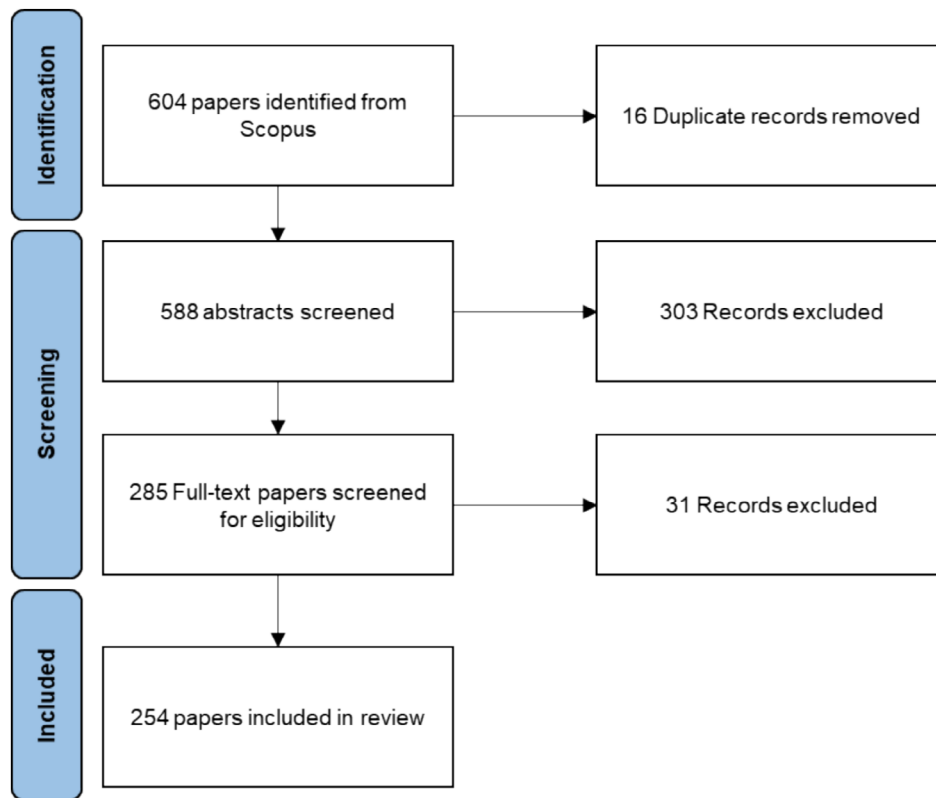 Identification
604 papers identified from
Scopus
16 Duplicate records removed
Screening
588 abstracts screened
303 Records excluded
285 Full-text papers screened
for eligibility
31 Records excluded
Included
254 papers included in review